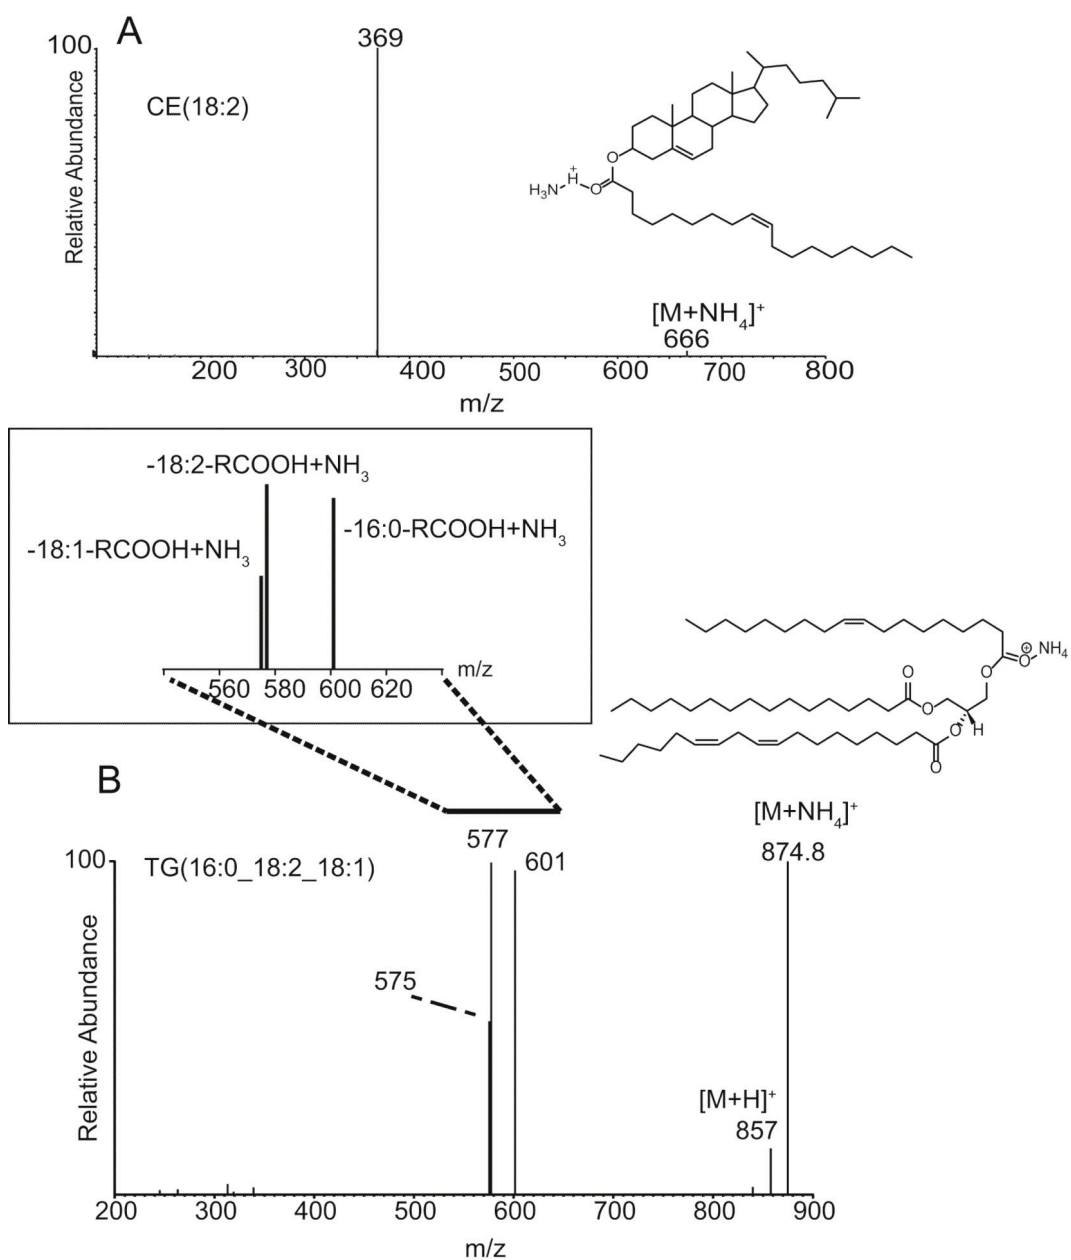 A
100
369
Relative Abundance
CE(18:2)
O
H₃N
+
H
O
[M+NH₄]⁺
666
200 300 400 500 600 700 800
m/z
-18:2-RCOOH+NH₃
-18:1-RCOOH+NH₃
-16:0-RCOOH+NH₃
m/z
560 580 600 620
⊕
NH₄
O
O
O
O
O
H
O
B
[M+NH₄]⁺
577
874.8
100
TG(16:0_18:2_18:1)
601
575
Relative Abundance
[M+H]⁺
857
200 300 400 500 600 700 800 900
m/z